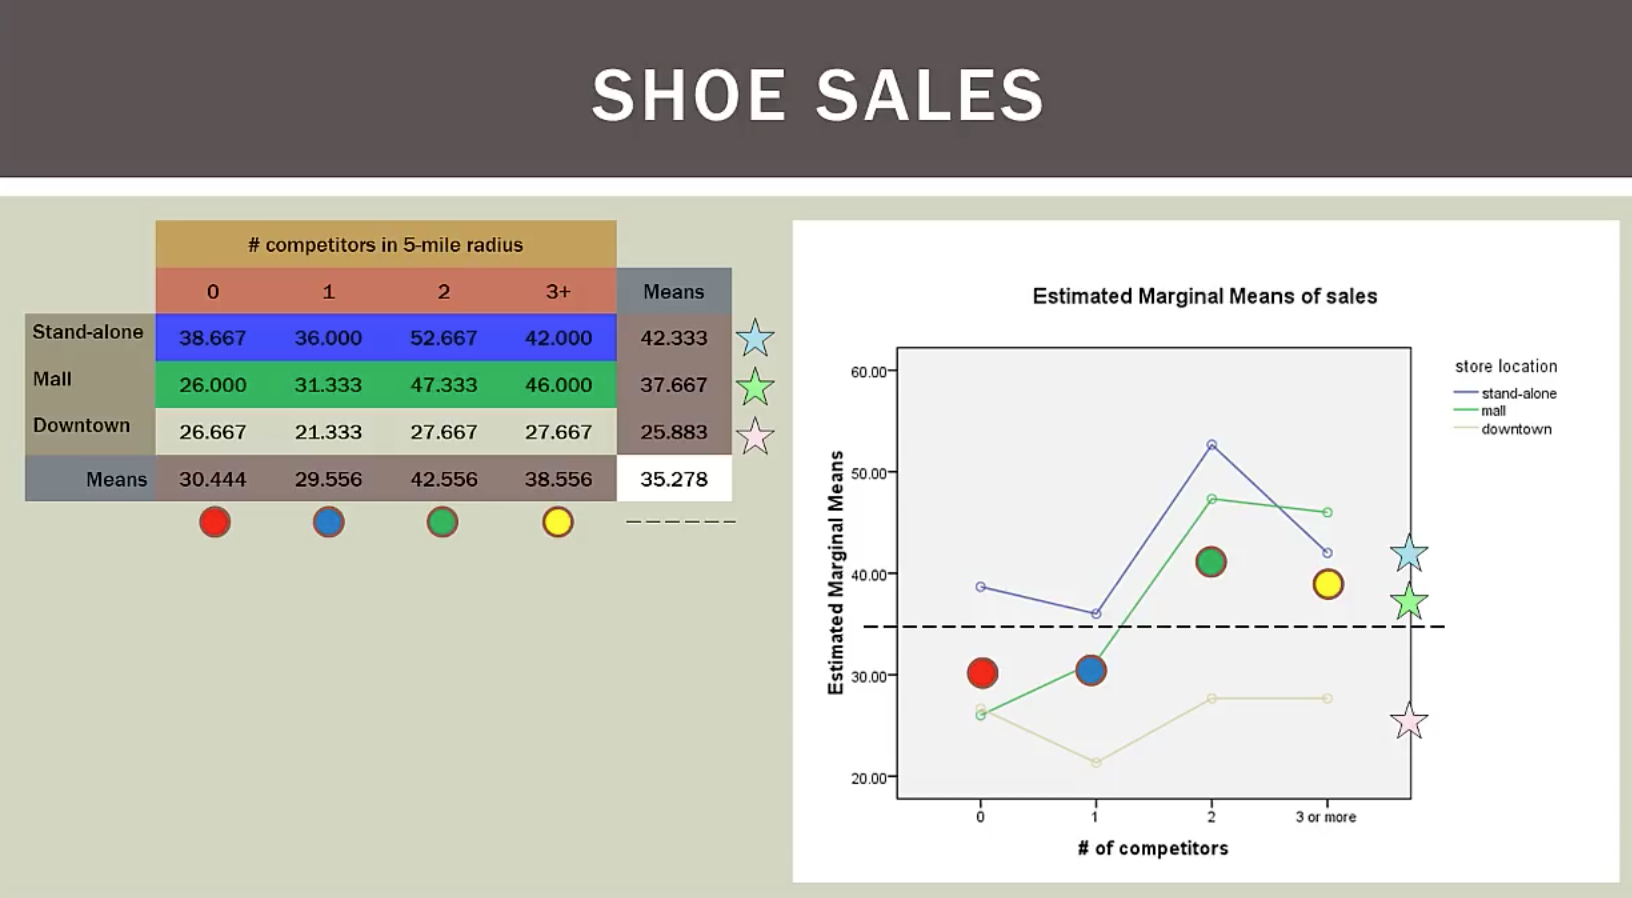 SHOE SALES
# competitors in 5-mile radius
0 1 2 3+ Means
Stand-alone 38.667 36.000 52.667 42.000 42.333
Mall 26.000 31.333 47.333 46.000 37.667
Downtown 26.667 21.333 27.667 27.667 25.883
Means 30.444 29.556 42.556 38.556 35.278
Estimated Marginal Means of sales
Estimated Marginal Means
60.00
50.00
40.00
30.00
20.00
0 1 2 3 or more
# of competitors
store location
stand-alone
mall
downtown